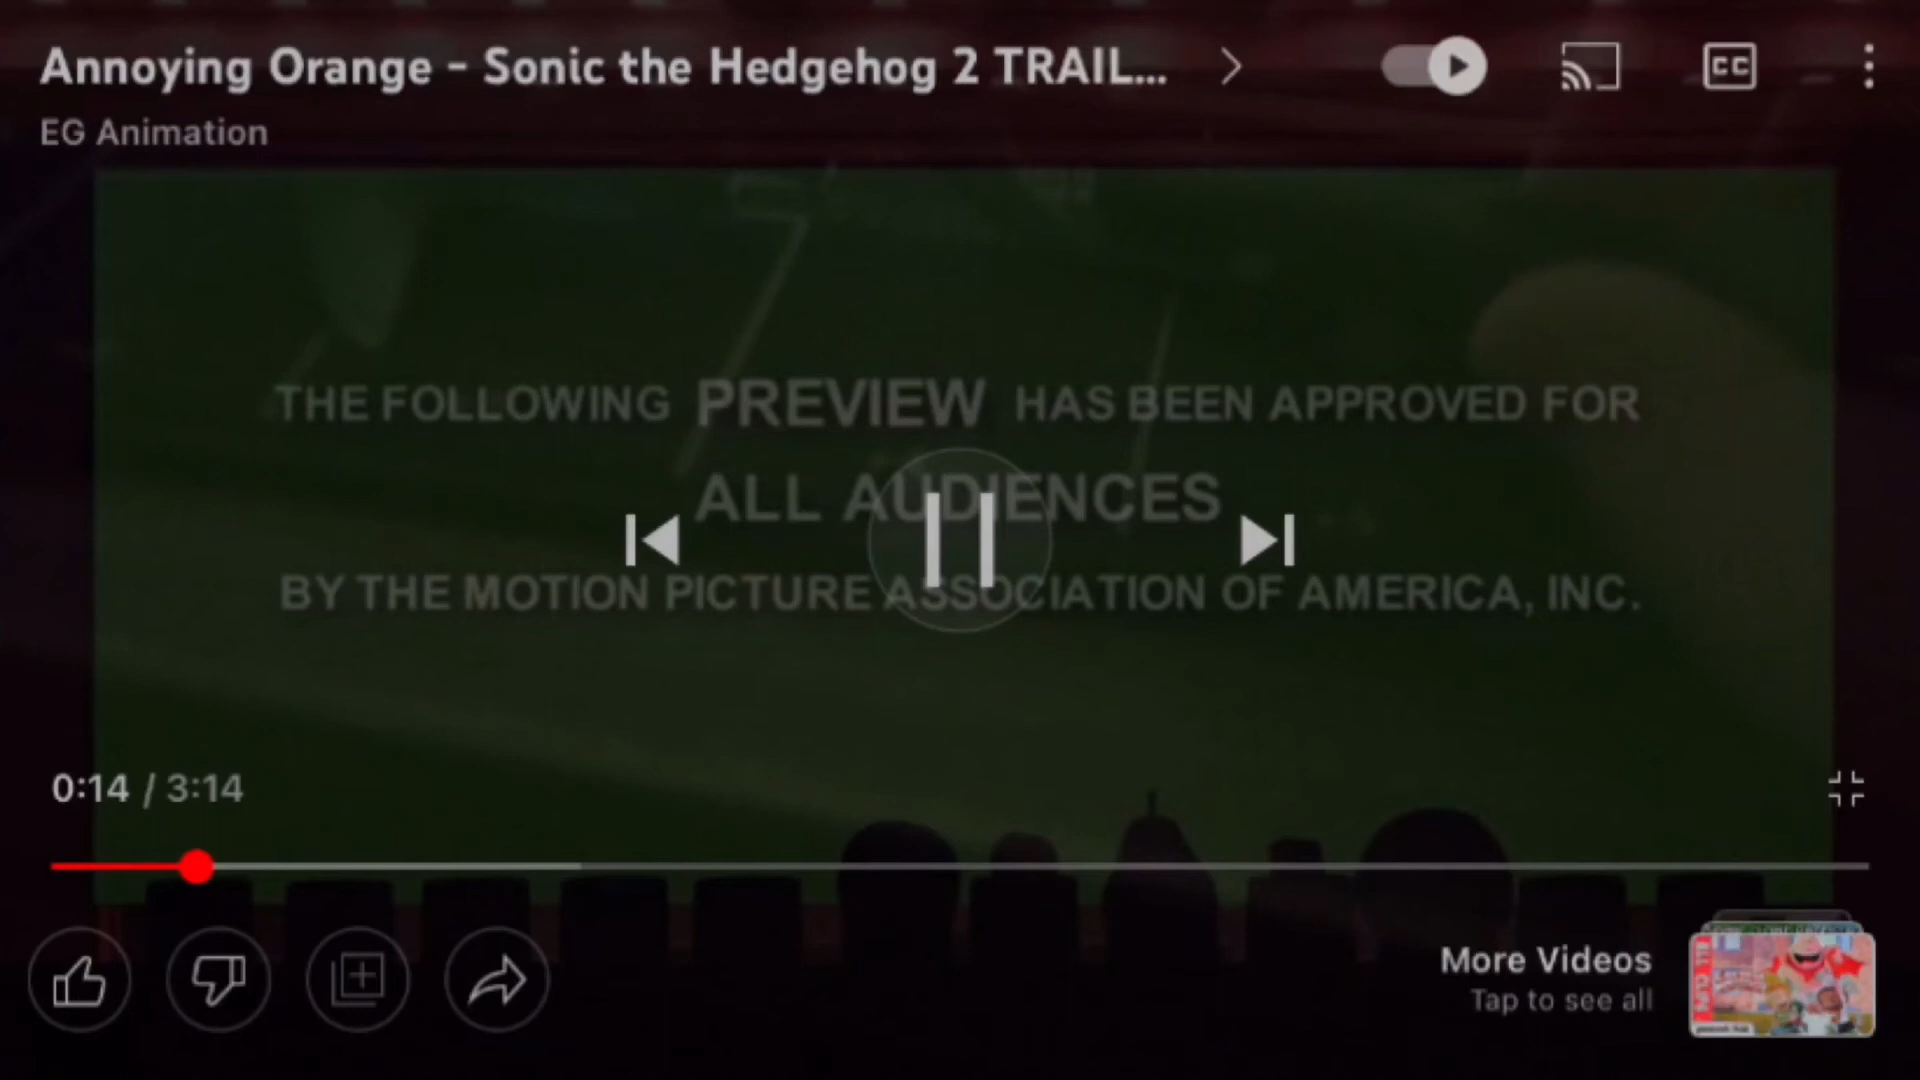 Annoying Orange - Sonic the Hedgehog 2 TRAIL...
CC
EG Animation
THE FOLLOWING PREVIEW HAS BEEN APPROVED FOR
ALL AUDIENCES
BY THE MOTION PICTURE ASSOCIATION OF AMERICA, INC.
0:14 / 3:14
More Videos
Tap to see all